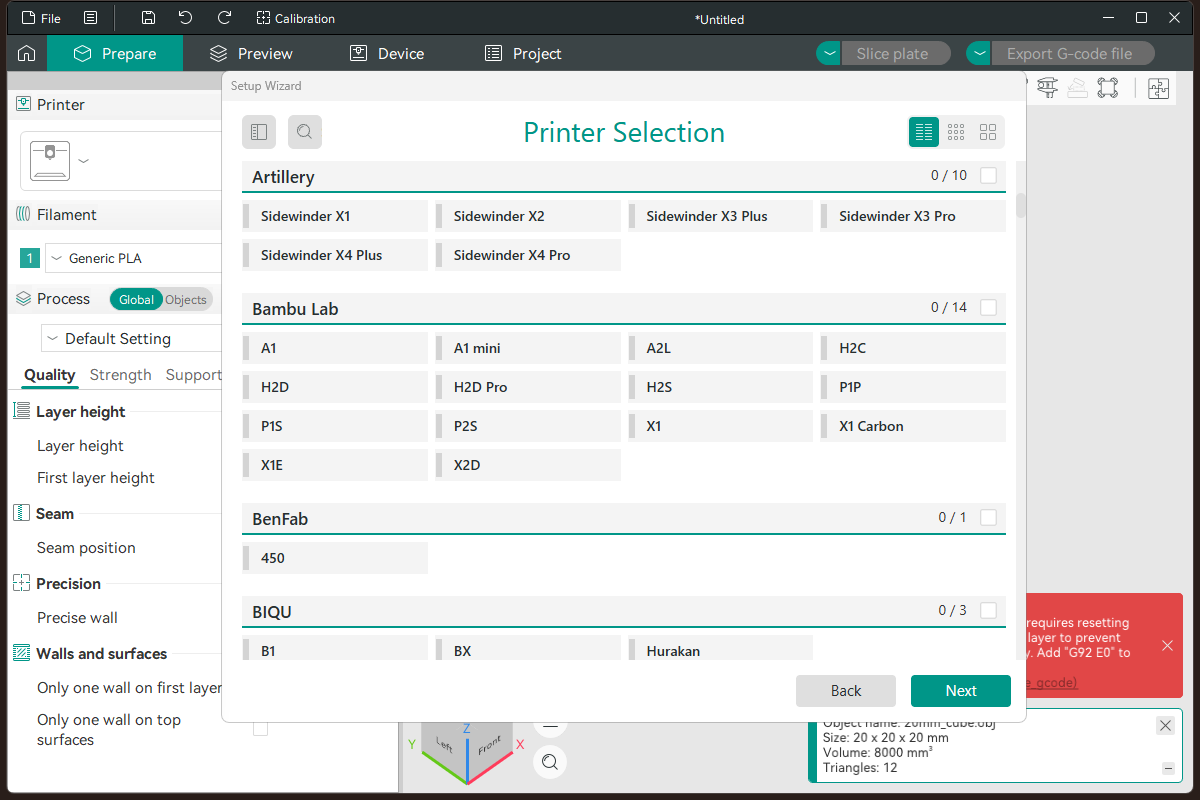 File
Calibration
*Untitled
Prepare
Preview
Device
Project
Slice plate
Export G-code file
Setup Wizard
Printer
Filament
1
Generic PLA
Process
Global
Objects
Default Setting
Quality
Strength
Support
Layer height
Layer height
First layer height
Seam
Seam position
Precision
Precise wall
Walls and surfaces
Only one wall on first layer
Only one wall on top
surfaces
Printer Selection
Artillery
0 / 10
Sidewinder X1
Sidewinder X2
Sidewinder X3 Plus
Sidewinder X3 Pro
Sidewinder X4 Plus
Sidewinder X4 Pro
Bambu Lab
0 / 14
A1
A1 mini
A2L
H2C
H2D
H2D Pro
H2S
P1P
P1S
P2S
X1
X1 Carbon
X1E
X2D
BenFab
0 / 1
450
BIQU
0 / 3
B1
BX
Hurakan
Back
Next
requires resetting
layer to prevent
. Add "G92 E0" to
e_gcode)
Object name: 20mm_cube.obj
Size: 20 x 20 x 20 mm
Volume: 8000 mm³
Triangles: 12
Z
Y
Left
Front
X